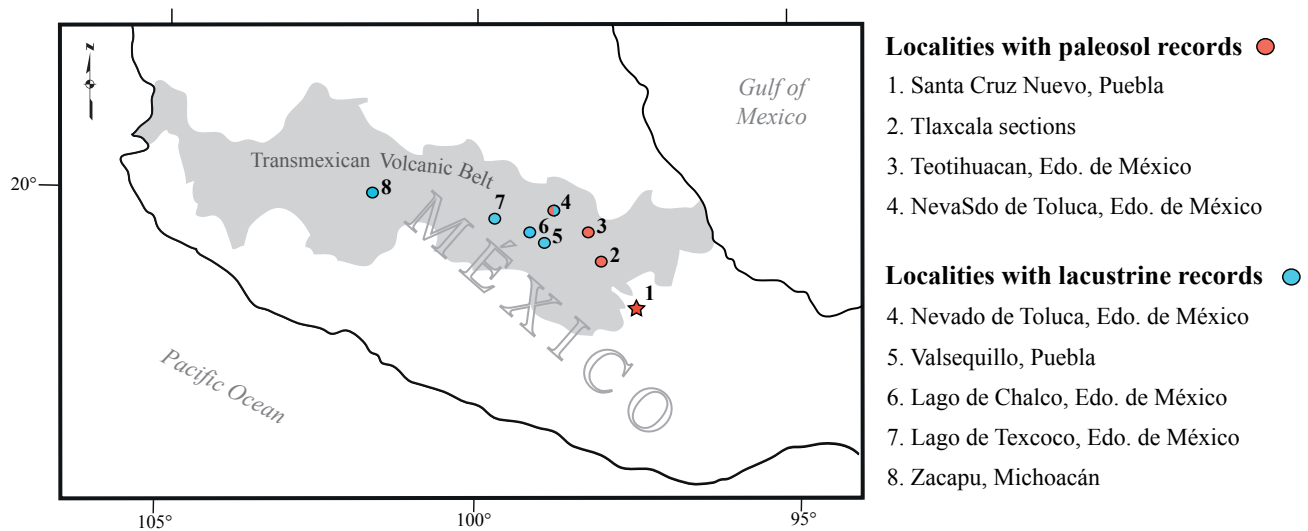 z
Gulf of
Mexico
Transmexican Volcanic Belt
20°
8
7
4
6
3
5
2
1
MÉXICO
Pacific Ocean
105°
100°
95°
Localities with paleosol records
1. Santa Cruz Nuevo, Puebla
2. Tlaxcala sections
3. Teotihuacan, Edo. de México
4. NevaSdo de Toluca, Edo. de México
Localities with lacustrine records
4. Nevado de Toluca, Edo. de México
5. Valsequillo, Puebla
6. Lago de Chalco, Edo. de México
7. Lago de Texcoco, Edo. de México
8. Zacapu, Michoacán